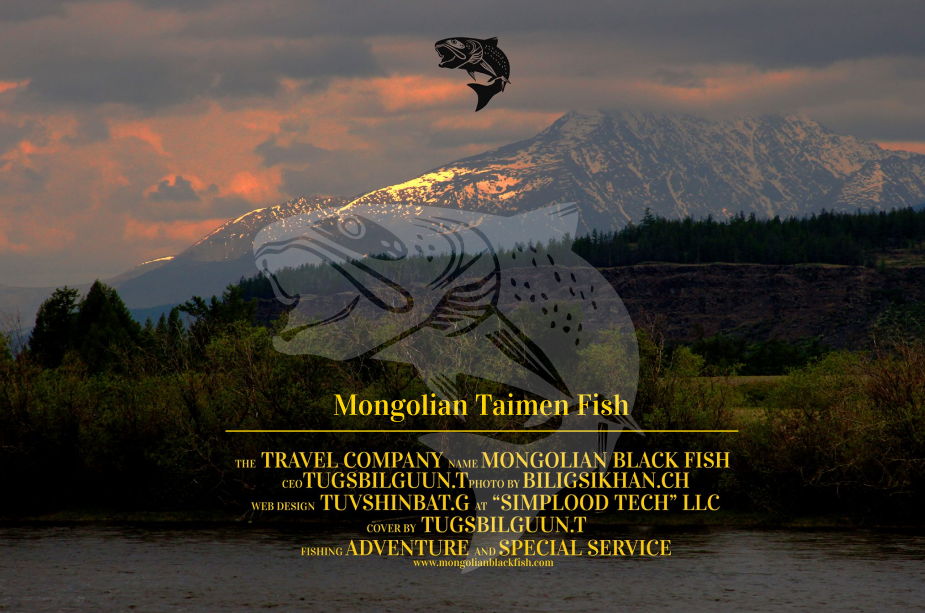 Mongolian Taimen Fish
THE TRAVEL COMPANY NAME MONGOLIAN BLACK FISH
CEO TUGSBILGUUN.T PHOTO BY BILIGSIKHAN.CH
WEB DESIGN TUVSHINBAT.G AT “SIMPLOOD TECH” LLC
COVER BY TUGSBILGUUN.T
FISHING ADVENTURE AND SPECIAL SERVICE
www.mongolianblackfish.com